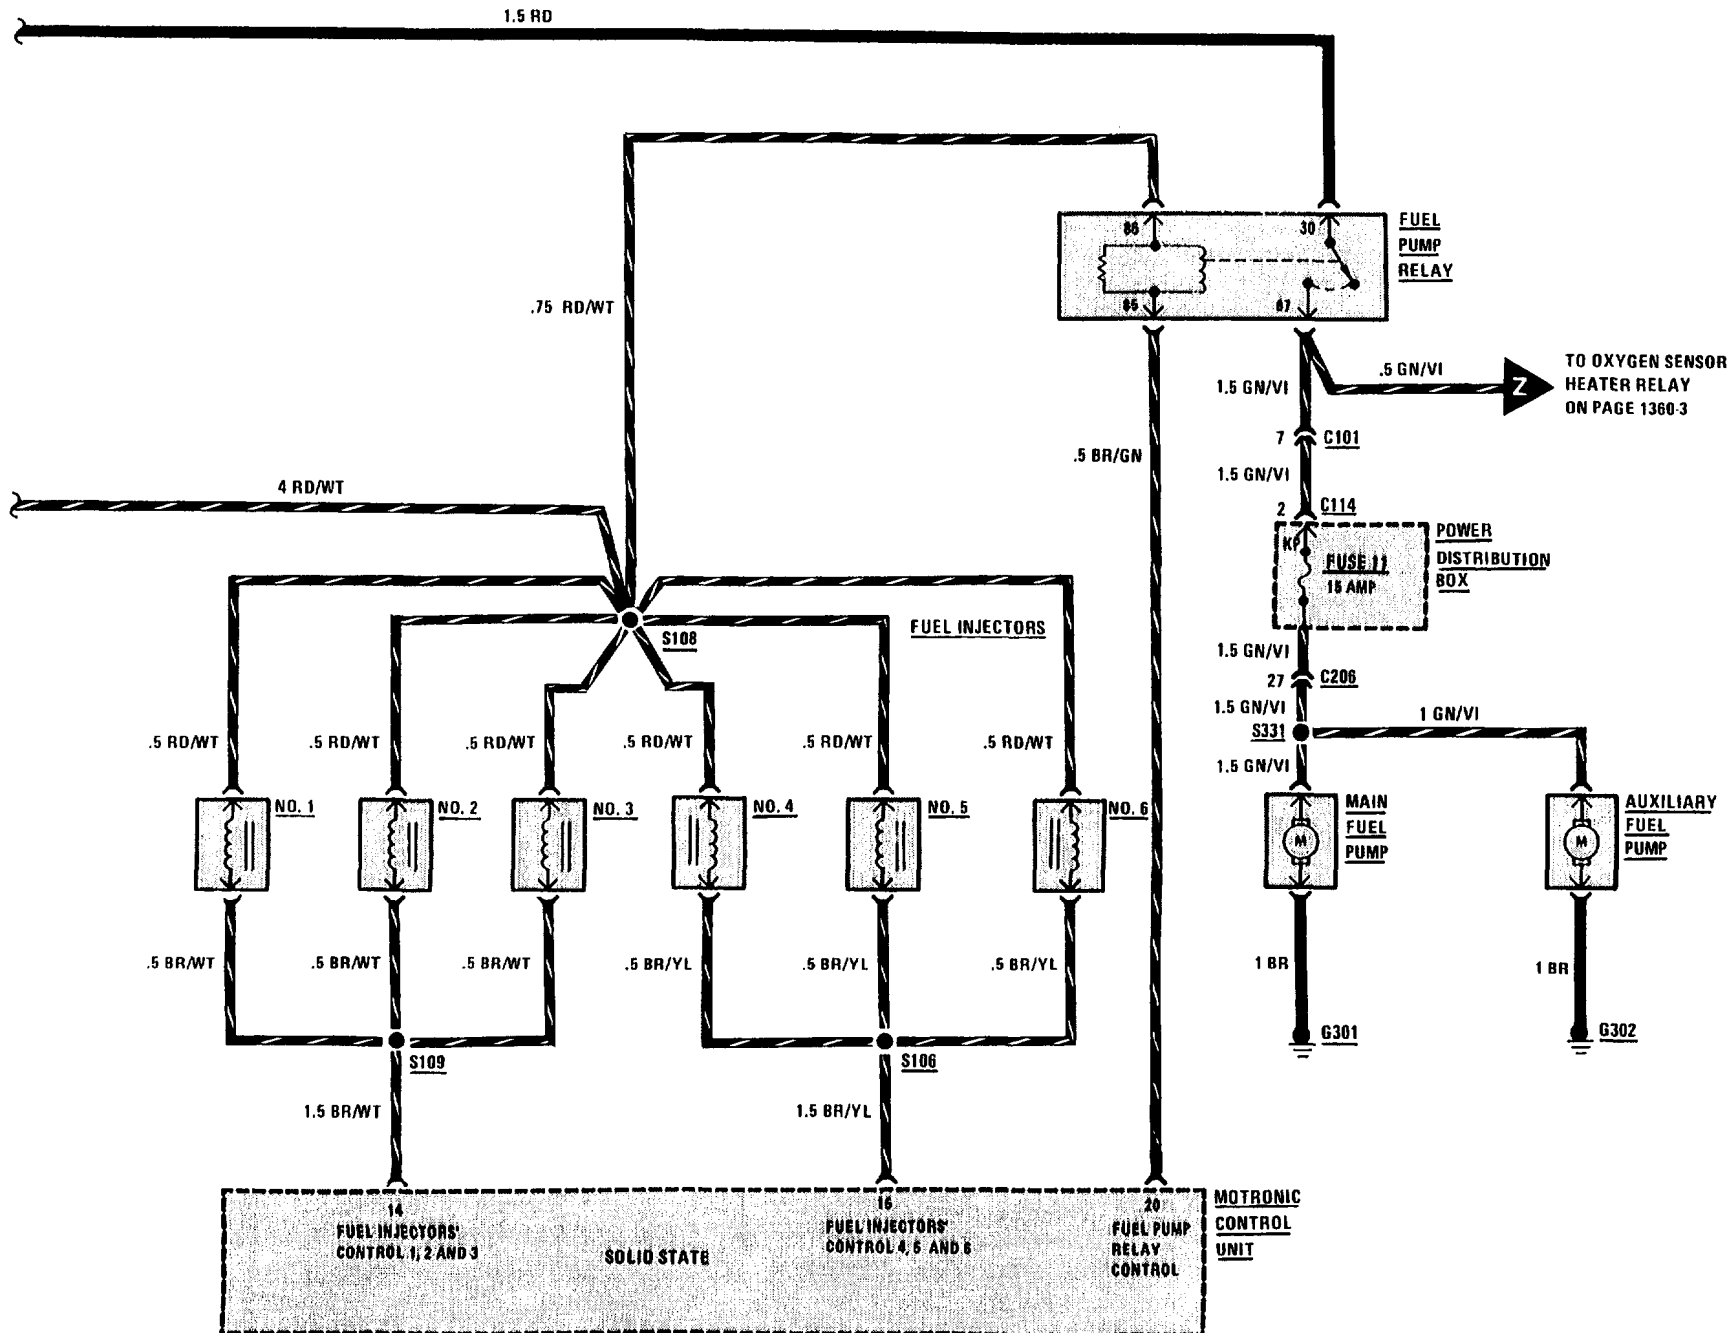 1.5 RD
FUEL
PUMP
RELAY
86
30
85
87
.75 RD/WT
.5 GN/VI
Z
TO OXYGEN SENSOR
HEATER RELAY
ON PAGE 1360-3
1.5 GN/VI
7 C101
.5 BR/GN
1.5 GN/VI
4 RD/WT
2 C114
POWER
DISTRIBUTION
BOX
KP
FUSE 11
15 AMP
S108
FUEL INJECTORS
1.5 GN/VI
27 C206
1.5 GN/VI
S331
1 GN/VI
.5 RD/WT
.5 RD/WT
.5 RD/WT
.5 RD/WT
.5 RD/WT
.5 RD/WT
1.5 GN/VI
NO. 1
NO. 2
NO. 3
NO. 4
NO. 5
NO. 6
MAIN
FUEL
PUMP
M
AUXILIARY
FUEL
PUMP
M
.5 BR/WT
.5 BR/WT
.5 BR/WT
.5 BR/YL
.5 BR/YL
.5 BR/YL
1 BR
1 BR
G301
G302
S109
S106
1.5 BR/WT
1.5 BR/YL
14
FUEL INJECTORS'
CONTROL 1, 2 AND 3
SOLID STATE
16
FUEL INJECTORS'
CONTROL 4, 5 AND 6
20
FUEL PUMP
RELAY
CONTROL
MOTRONIC
CONTROL
UNIT